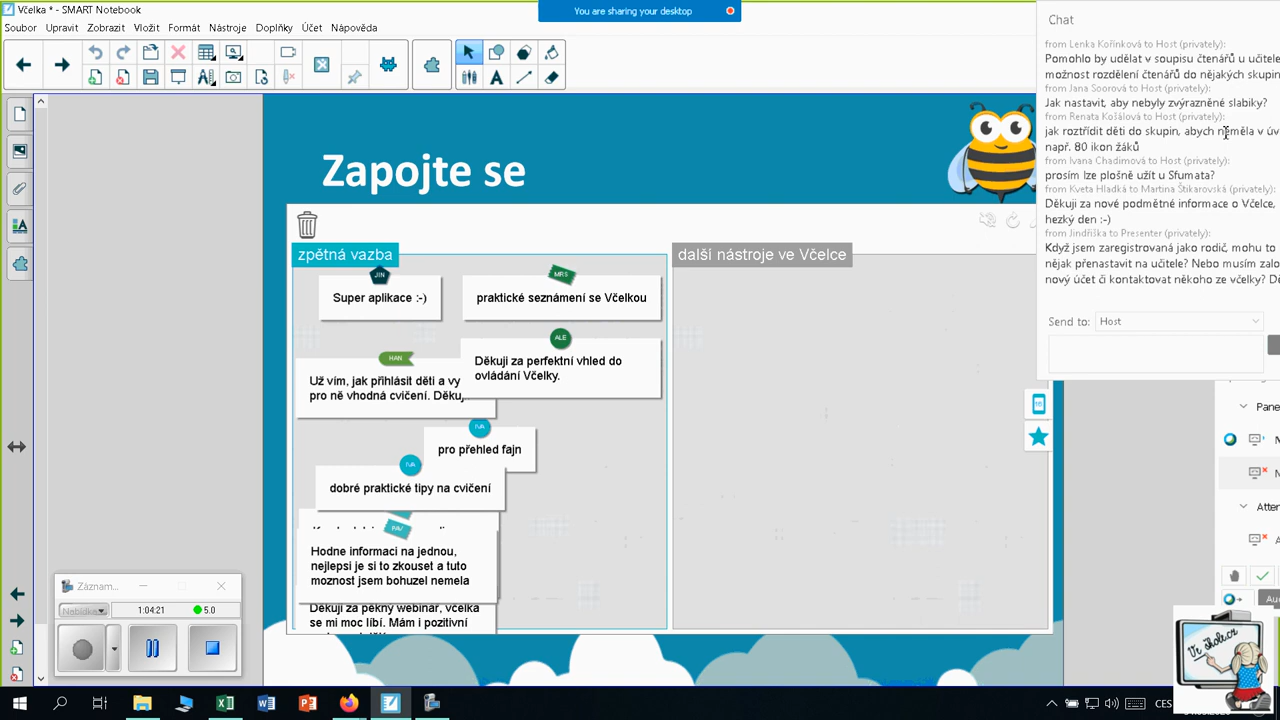 Včelka * - SMART Notebook
You are sharing your desktop
Soubor Upravit Zobrazit Vložit Formát Nástroje Doplňky Účet Nápověda
Zapojte se
zpětná vazba
JIN
Super aplikace :-)
MRS
praktické seznámení se Včelkou
HAN
Už vím, jak přihlásit děti a vy
pro ně vhodná cvičení. Děkuj
ALE
Děkuji za perfektní vhled do
ovládání Včelky.
IVA
pro přehled fajn
IVA
dobré praktické tipy na cvičení
PAV
Hodne informaci na jednou,
nejlepsi je si to zkouset a tuto
moznost jsem bohuzel nemela
Děkuji za pěkný webinář, včelka
se mi moc líbí. Mám i pozitivní
další nástroje ve Včelce
Chat
from Lenka Kořínková to Host (privately):
Pomohlo by udělat v soupisu čtenářů u učitele
možnost rozdělení čtenářů do nějakých skupin
from Jana Soorová to Host (privately):
Jak nastavit, aby nebyly zvýrazněné slabiky?
from Renata Košálová to Host (privately):
jak roztřídit děti do skupin, abych neměla v úv
např. 80 ikon žáků
from Ivana Chadimová to Host (privately):
prosím lze plošně užít u Sfumata?
from Kveta Hladká to Martina Štikarovská (privately):
Děkuji za nové podmětné informace o Včelce,
hezký den :-)
from Jindřiška to Presenter (privately):
Když jsem zaregistrovaná jako rodič, mohu to
nějak přenastavit na učitele? Nebo musím zalo
nový účet či kontaktovat někoho ze včelky? Dě
Send to: Host
Pane
N
N
Atter
A
Au
Záznam...
Nabídka
1:04:21 5.0
Ve škole.cz
CES